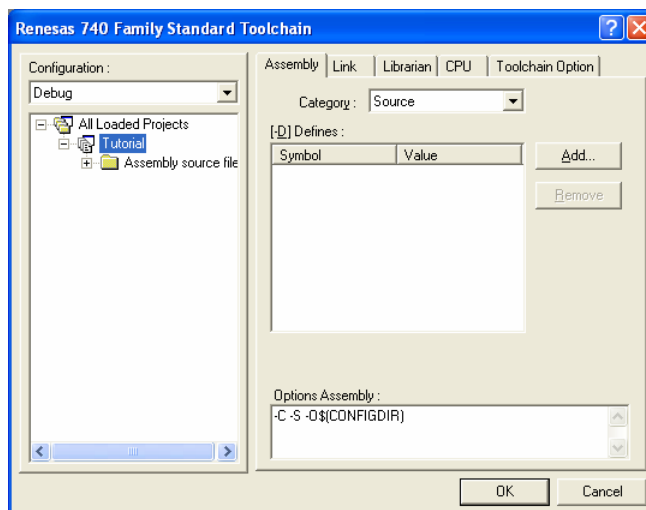 Renesas 740 Family Standard Toolchain
Configuration :
Debug
All Loaded Projects
Tutorial
Assembly source file
Assembly Link Librarian CPU Toolchain Option
Category : Source
[-D] Defines :
Symbol Value
Add...
Remove
Options Assembly :
-C -S -O$(CONFIGDIR)
OK Cancel